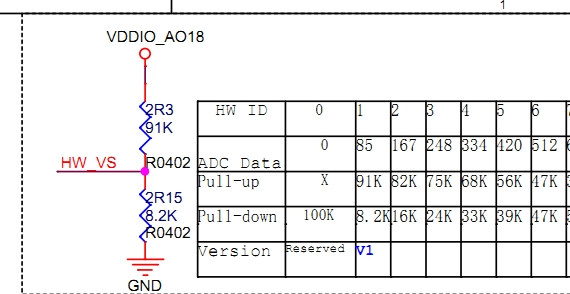 1
VDDIO_AO18
2R3
91K
R0402
HW_VS
2R15
8.2K
R0402
GND
HW ID 0 1 2 3 4 5 6
ADC Data 0 85 167 248 334 420 512
Pull-up X 91K 82K 75K 68K 56K 47K
Pull-down 100K 8.2K 16K 24K 33K 39K 47K
Version Reserved V1